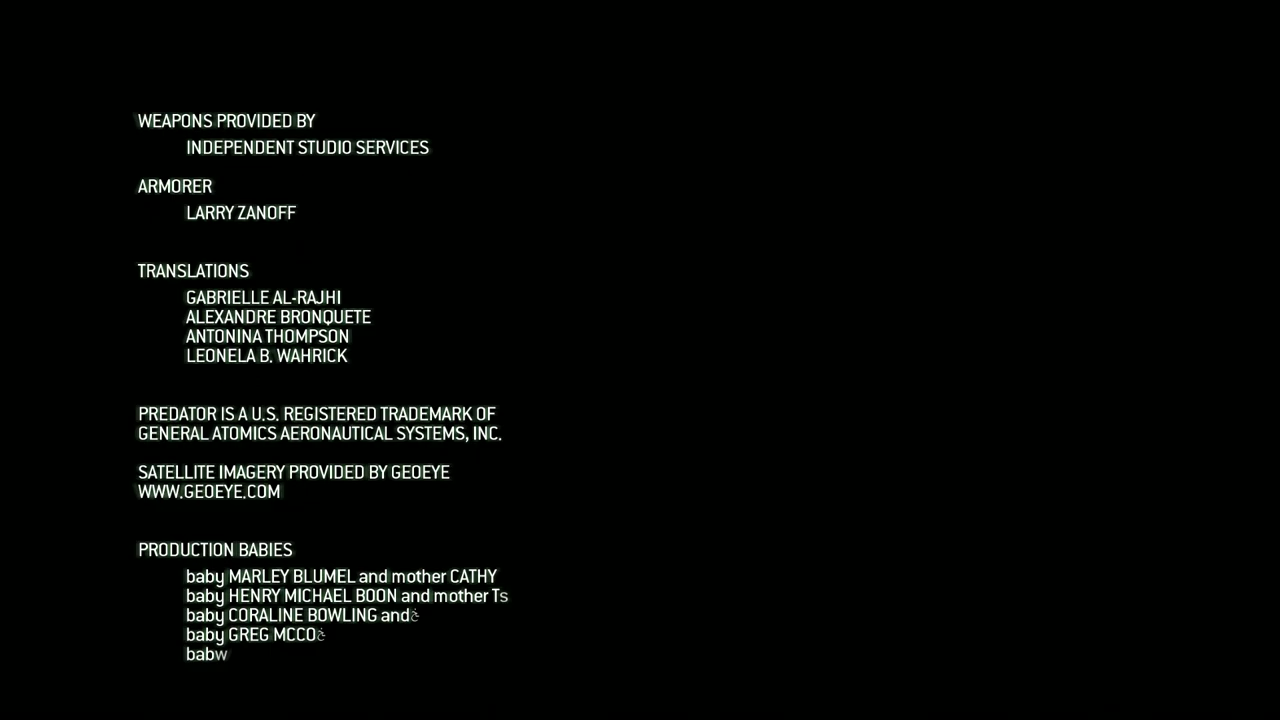 WEAPONS PROVIDED BY
INDEPENDENT STUDIO SERVICES
ARMORER
LARRY ZANOFF
TRANSLATIONS
GABRIELLE AL-RAJHI
ALEXANDRE BRONQUETE
ANTONINA THOMPSON
LEONELA B. WAHRICK
PREDATOR IS A U.S. REGISTERED TRADEMARK OF
GENERAL ATOMICS AERONAUTICAL SYSTEMS, INC.
SATELLITE IMAGERY PROVIDED BY GEOEYE
WWW.GEOEYE.COM
PRODUCTION BABIES
baby MARLEY BLUMEL and mother CATHY
baby HENRY MICHAEL BOON and mother Ts
baby CORALINE BOWLING and
baby GREG